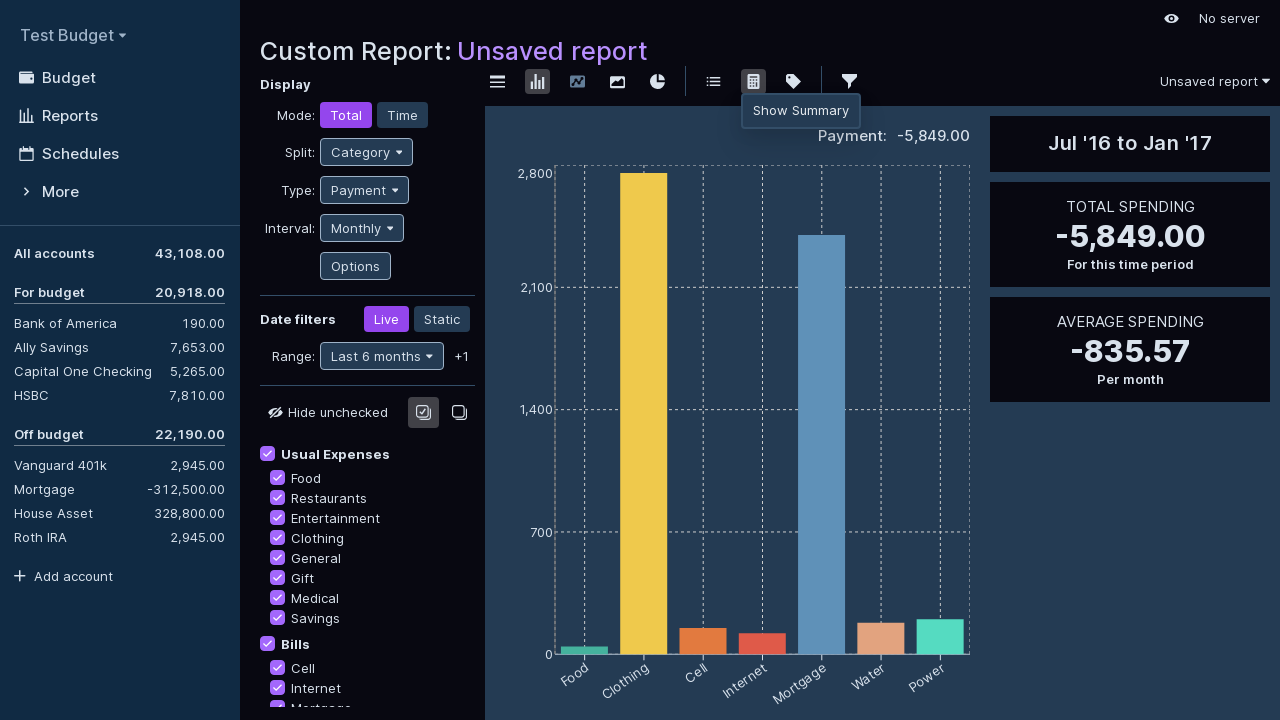 Test Budget
Budget
Reports
Schedules
More
All accounts 43,108.00
For budget 20,918.00
Bank of America 190.00
Ally Savings 7,653.00
Capital One Checking 5,265.00
HSBC 7,810.00
Off budget 22,190.00
Vanguard 401k 2,945.00
Mortgage -312,500.00
House Asset 328,800.00
Roth IRA 2,945.00
Add account
No server
Custom Report: Unsaved report
Display
Mode: Total Time
Split: Category
Type: Payment
Interval: Monthly
Options
Date filters Live Static
Range: Last 6 months +1
Hide unchecked
Usual Expenses
Food
Restaurants
Entertainment
Clothing
General
Gift
Medical
Savings
Bills
Cell
Internet
Mortgage
Unsaved report
Show Summary
Payment: -5,849.00
2,800
2,100
1,400
700
0
Food
Clothing
Cell
Internet
Mortgage
Water
Power
Jul '16 to Jan '17
TOTAL SPENDING
-5,849.00
For this time period
AVERAGE SPENDING
-835.57
Per month